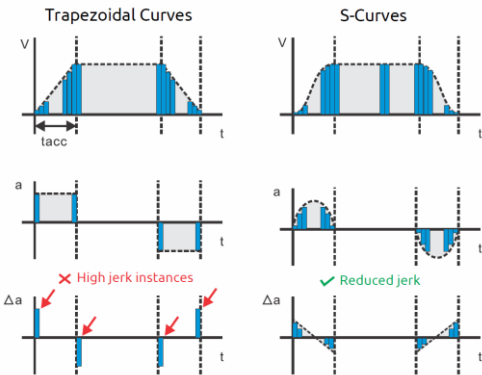 Trapezoidal Curves
S-Curves
V
t
tacc
V
t
a
t
a
t
High jerk instances
Reduced jerk
Δa
t
Δa
t